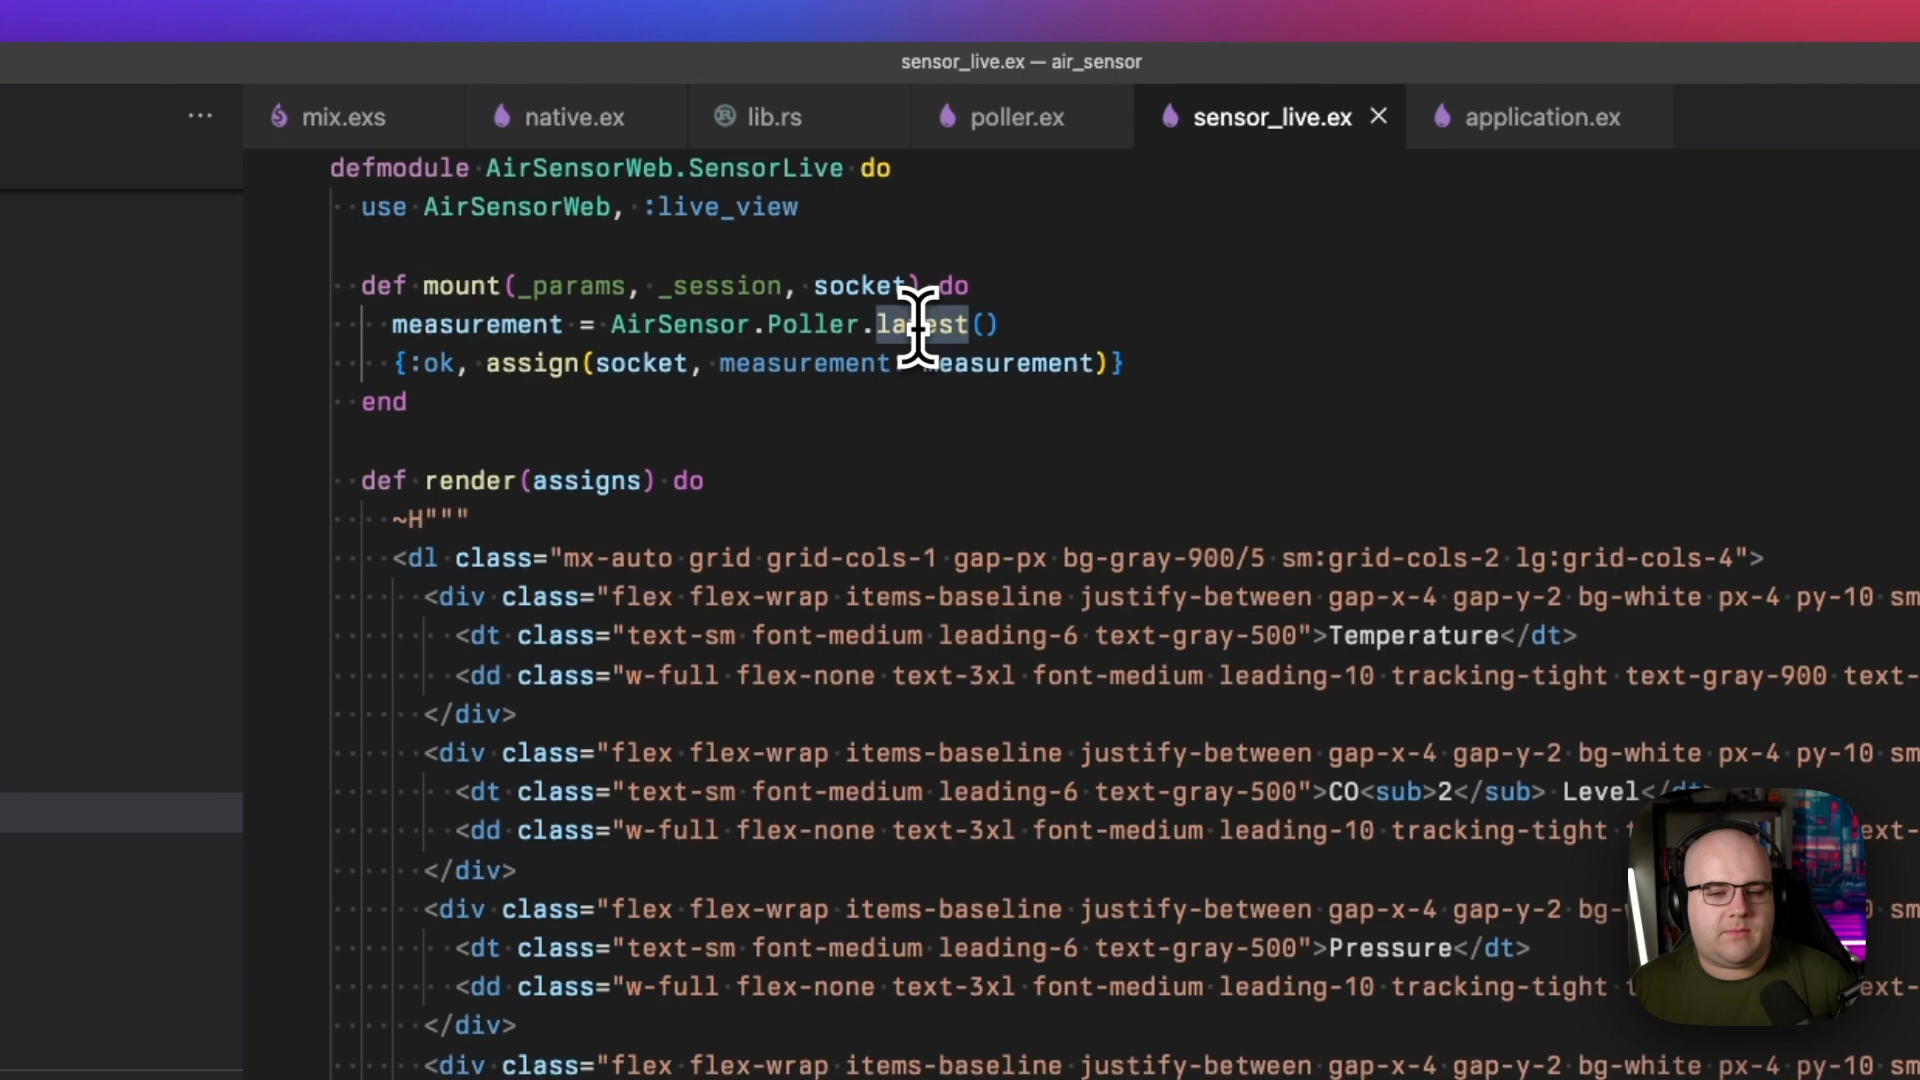 sensor_live.ex — air_sensor
mix.exs native.ex lib.rs poller.ex sensor_live.ex application.ex
defmodule AirSensorWeb.SensorLive do
use AirSensorWeb, :live_view
def mount(_params, _session, socket) do
measurement = AirSensor.Poller.latest()
{:ok, assign(socket, measurement measurement)}
end
def render(assigns) do
~H"""
<dl class="mx-auto grid grid-cols-1 gap-px bg-gray-900/5 sm:grid-cols-2 lg:grid-cols-4">
<div class="flex flex-wrap items-baseline justify-between gap-x-4 gap-y-2 bg-white px-4 py-10 sm
<dt class="text-sm font-medium leading-6 text-gray-500">Temperature</dt>
<dd class="w-full flex-none text-3xl font-medium leading-10 tracking-tight text-gray-900 text-
</div>
<div class="flex flex-wrap items-baseline justify-between gap-x-4 gap-y-2 bg-white px-4 py-10 sm
<dt class="text-sm font-medium leading-6 text-gray-500">CO<sub>2</sub> Level</dt>
<dd class="w-full flex-none text-3xl font-medium leading-10 tracking-tight text-
</div>
<div class="flex flex-wrap items-baseline justify-between gap-x-4 gap-y-2 bg- sm
<dt class="text-sm font-medium leading-6 text-gray-500">Pressure</dt>
<dd class="w-full flex-none text-3xl font-medium leading-10 tracking-tight ext-
</div>
<div class="flex flex-wrap items-baseline justify-between gap-x-4 gap-y-2 bg-white px-4 py-10 sm